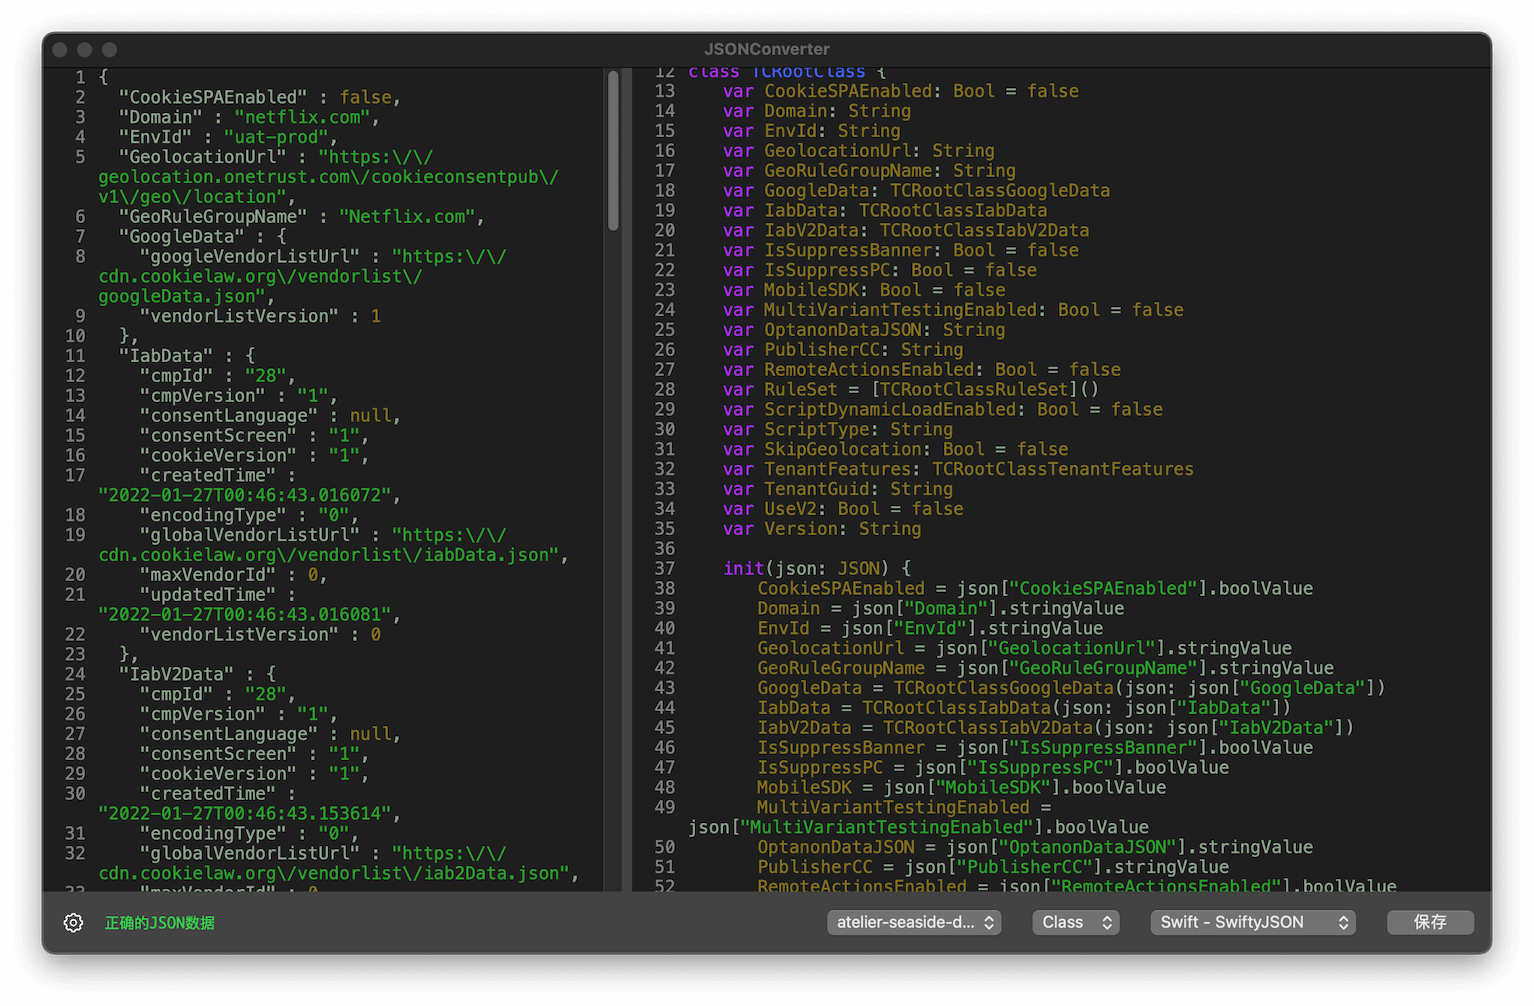 JSONConverter
1 {
2 "CookieSPAEnabled" : false,
3 "Domain" : "netflix.com",
4 "EnvId" : "uat-prod",
5 "GeolocationUrl" : "https:\/\/
geolocation.onetrust.com\/cookieconsentpub\/
v1\/geo\/location",
6 "GeoRuleGroupName" : "Netflix.com",
7 "GoogleData" : {
8 "googleVendorListUrl" : "https:\/\/
cdn.cookielaw.org\/vendorlist\/
googleData.json",
9 "vendorListVersion" : 1
10 },
11 "IabData" : {
12 "cmpId" : "28",
13 "cmpVersion" : "1",
14 "consentLanguage" : null,
15 "consentScreen" : "1",
16 "cookieVersion" : "1",
17 "createdTime" :
"2022-01-27T00:46:43.016072",
18 "encodingType" : "0",
19 "globalVendorListUrl" : "https:\/\/
cdn.cookielaw.org\/vendorlist\/iabData.json",
20 "maxVendorId" : 0,
21 "updatedTime" :
"2022-01-27T00:46:43.016081",
22 "vendorListVersion" : 0
23 },
24 "IabV2Data" : {
25 "cmpId" : "28",
26 "cmpVersion" : "1",
27 "consentLanguage" : null,
28 "consentScreen" : "1",
29 "cookieVersion" : "1",
30 "createdTime" :
"2022-01-27T00:46:43.153614",
31 "encodingType" : "0",
32 "globalVendorListUrl" : "https:\/\/
cdn.cookielaw.org\/vendorlist\/iab2Data.json",
33 "maxVendorId" : 0
12 class TCRootClass {
13 var CookieSPAEnabled: Bool = false
14 var Domain: String
15 var EnvId: String
16 var GeolocationUrl: String
17 var GeoRuleGroupName: String
18 var GoogleData: TCRootClassGoogleData
19 var IabData: TCRootClassIabData
20 var IabV2Data: TCRootClassIabV2Data
21 var IsSuppressBanner: Bool = false
22 var IsSuppressPC: Bool = false
23 var MobileSDK: Bool = false
24 var MultiVariantTestingEnabled: Bool = false
25 var OptanonDataJSON: String
26 var PublisherCC: String
27 var RemoteActionsEnabled: Bool = false
28 var RuleSet = [TCRootClassRuleSet]()
29 var ScriptDynamicLoadEnabled: Bool = false
30 var ScriptType: String
31 var SkipGeolocation: Bool = false
32 var TenantFeatures: TCRootClassTenantFeatures
33 var TenantGuid: String
34 var UseV2: Bool = false
35 var Version: String
36
37 init(json: JSON) {
38 CookieSPAEnabled = json["CookieSPAEnabled"].boolValue
39 Domain = json["Domain"].stringValue
40 EnvId = json["EnvId"].stringValue
41 GeolocationUrl = json["GeolocationUrl"].stringValue
42 GeoRuleGroupName = json["GeoRuleGroupName"].stringValue
43 GoogleData = TCRootClassGoogleData(json: json["GoogleData"])
44 IabData = TCRootClassIabData(json: json["IabData"])
45 IabV2Data = TCRootClassIabV2Data(json: json["IabV2Data"])
46 IsSuppressBanner = json["IsSuppressBanner"].boolValue
47 IsSuppressPC = json["IsSuppressPC"].boolValue
48 MobileSDK = json["MobileSDK"].boolValue
49 MultiVariantTestingEnabled =
json["MultiVariantTestingEnabled"].boolValue
50 OptanonDataJSON = json["OptanonDataJSON"].stringValue
51 PublisherCC = json["PublisherCC"].stringValue
52 RemoteActionsEnabled = json["RemoteActionsEnabled"].boolValue
正确的JSON数据
atelier-seaside-d...
Class
Swift - SwiftyJSON
保存